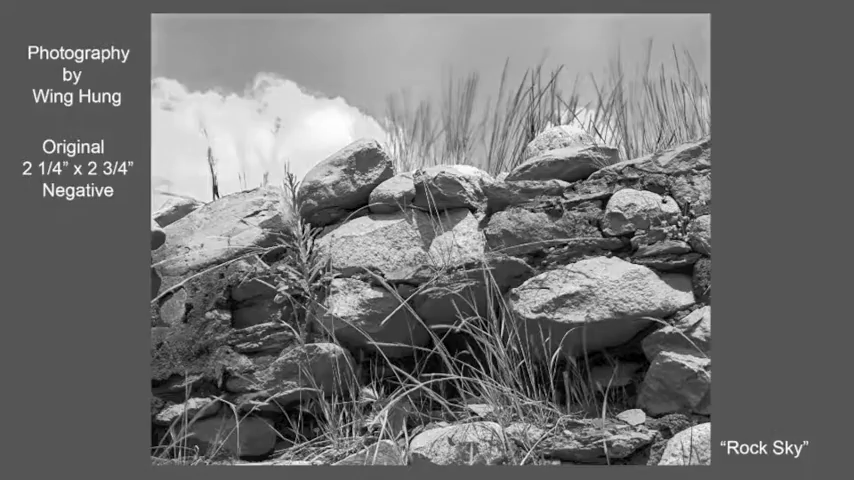 Photography
by
Wing Hung
Original
2 1/4” x 2 3/4”
Negative
“Rock Sky”